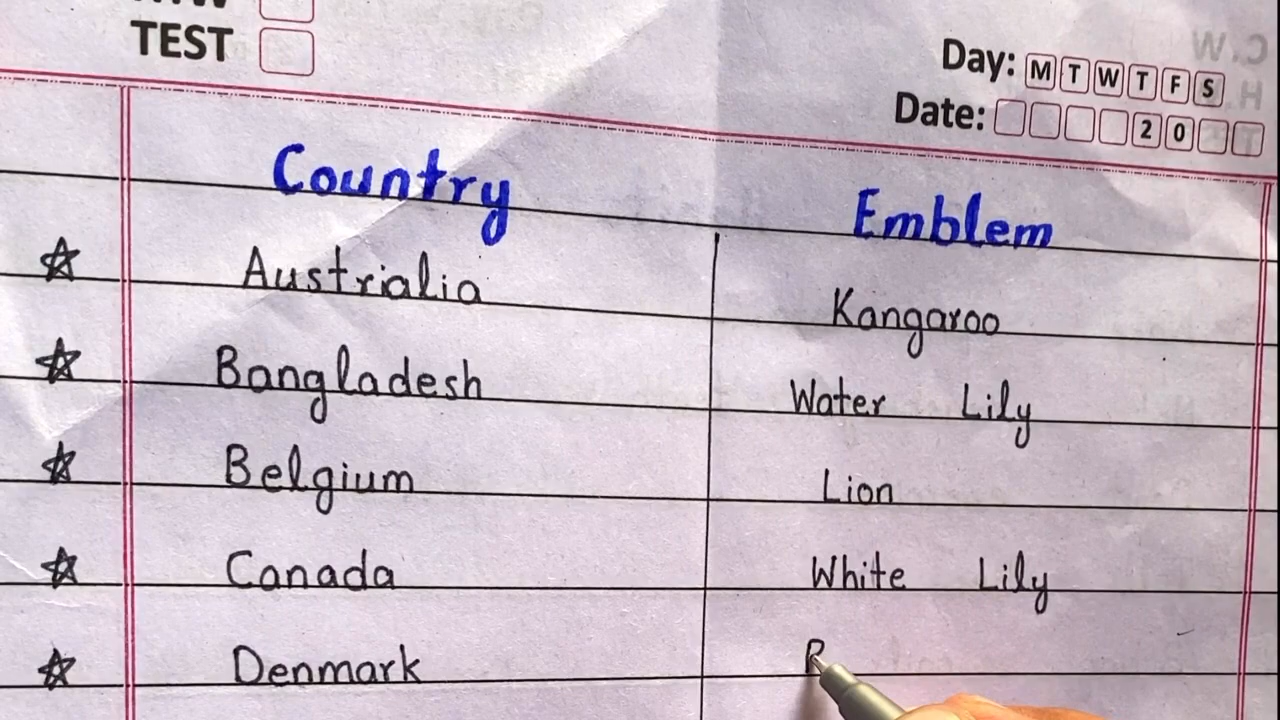 TEST
Day: M T W T F S
Date: 2 0
Country Emblem
Austrialia Kangaroo
Bangladesh Water Lily
Belgium Lion
Canada White Lily
Denmark